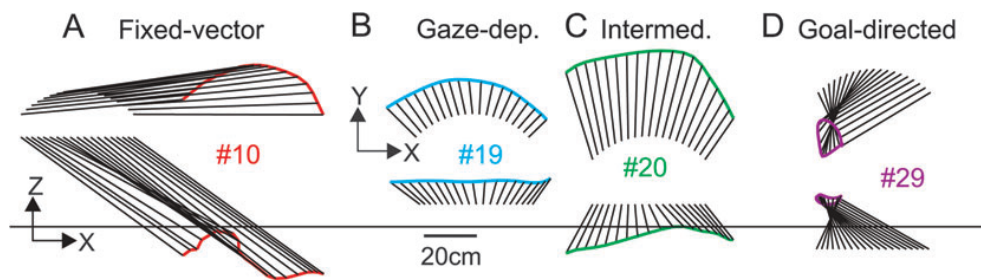 A Fixed-vector
B Gaze-dep.
C Intermed.
D Goal-directed
Y
X
#10
#19
#20
#29
Z
X
20cm